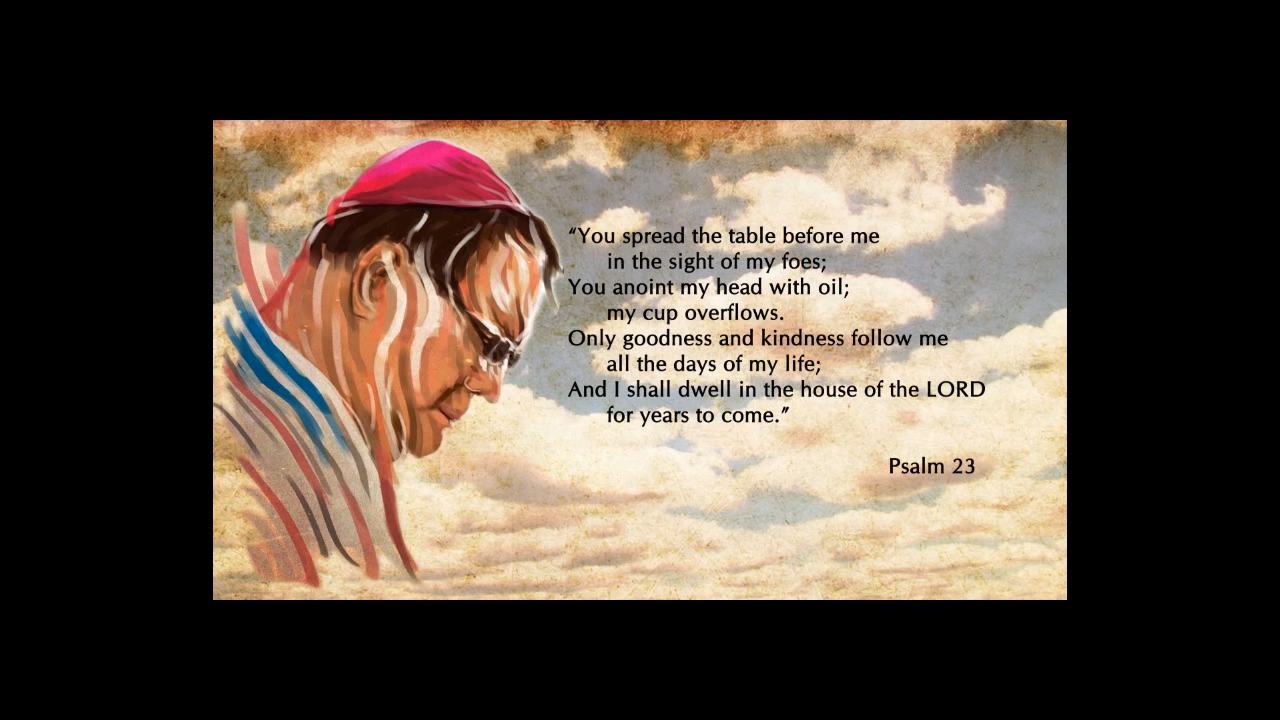 “You spread the table before me
in the sight of my foes;
You anoint my head with oil;
my cup overflows.
Only goodness and kindness follow me
all the days of my life;
And I shall dwell in the house of the LORD
for years to come.”
Psalm 23